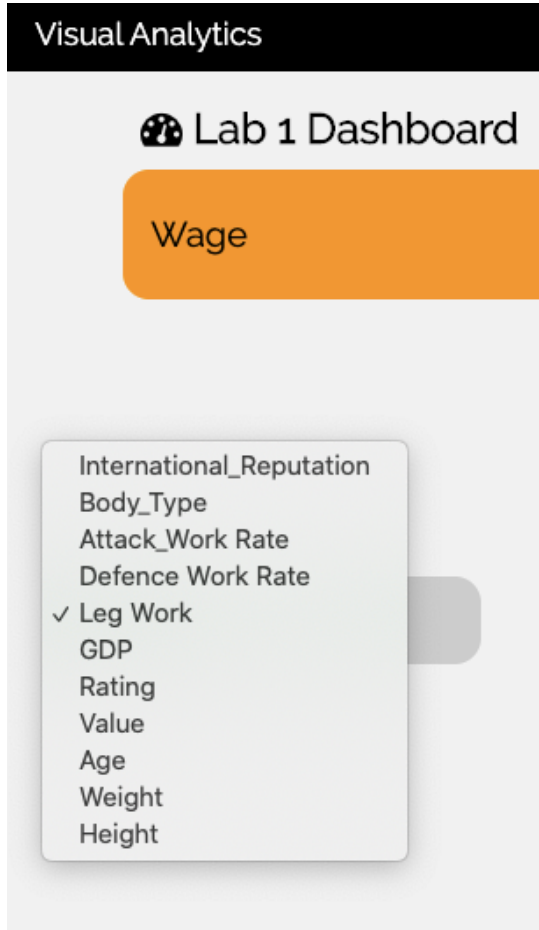 Visual Analytics
Lab 1 Dashboard
Wage
International_Reputation
Body_Type
Attack_Work Rate
Defence Work Rate
✓ Leg Work
GDP
Rating
Value
Age
Weight
Height